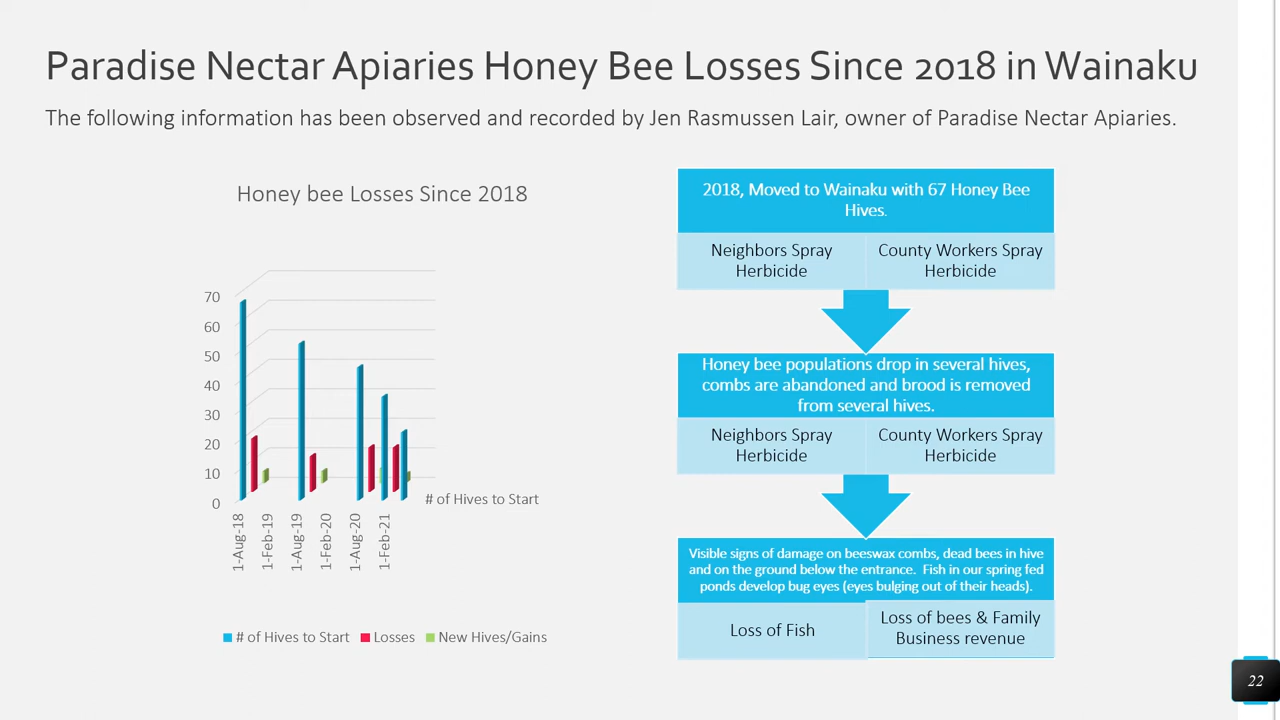 Paradise Nectar Apiaries Honey Bee Losses Since 2018 in Wainaku
The following information has been observed and recorded by Jen Rasmussen Lair, owner of Paradise Nectar Apiaries.
Honey bee Losses Since 2018
70
60
50
40
30
20
10
0
# of Hives to Start
1-Aug-18
1-Feb-19
1-Aug-19
1-Feb-20
1-Aug-20
1-Feb-21
# of Hives to Start
Losses
New Hives/Gains
2018, Moved to Wainaku with 67 Honey Bee
Hives.
Neighbors Spray
Herbicide
County Workers Spray
Herbicide
Honey bee populations drop in several hives,
combs are abandoned and brood is removed
from several hives.
Neighbors Spray
Herbicide
County Workers Spray
Herbicide
Visible signs of damage on beeswax combs, dead bees in hive
and on the ground below the entrance. Fish in our spring fed
ponds develop bug eyes (eyes bulging out of their heads).
Loss of Fish
Loss of bees & Family
Business revenue
22